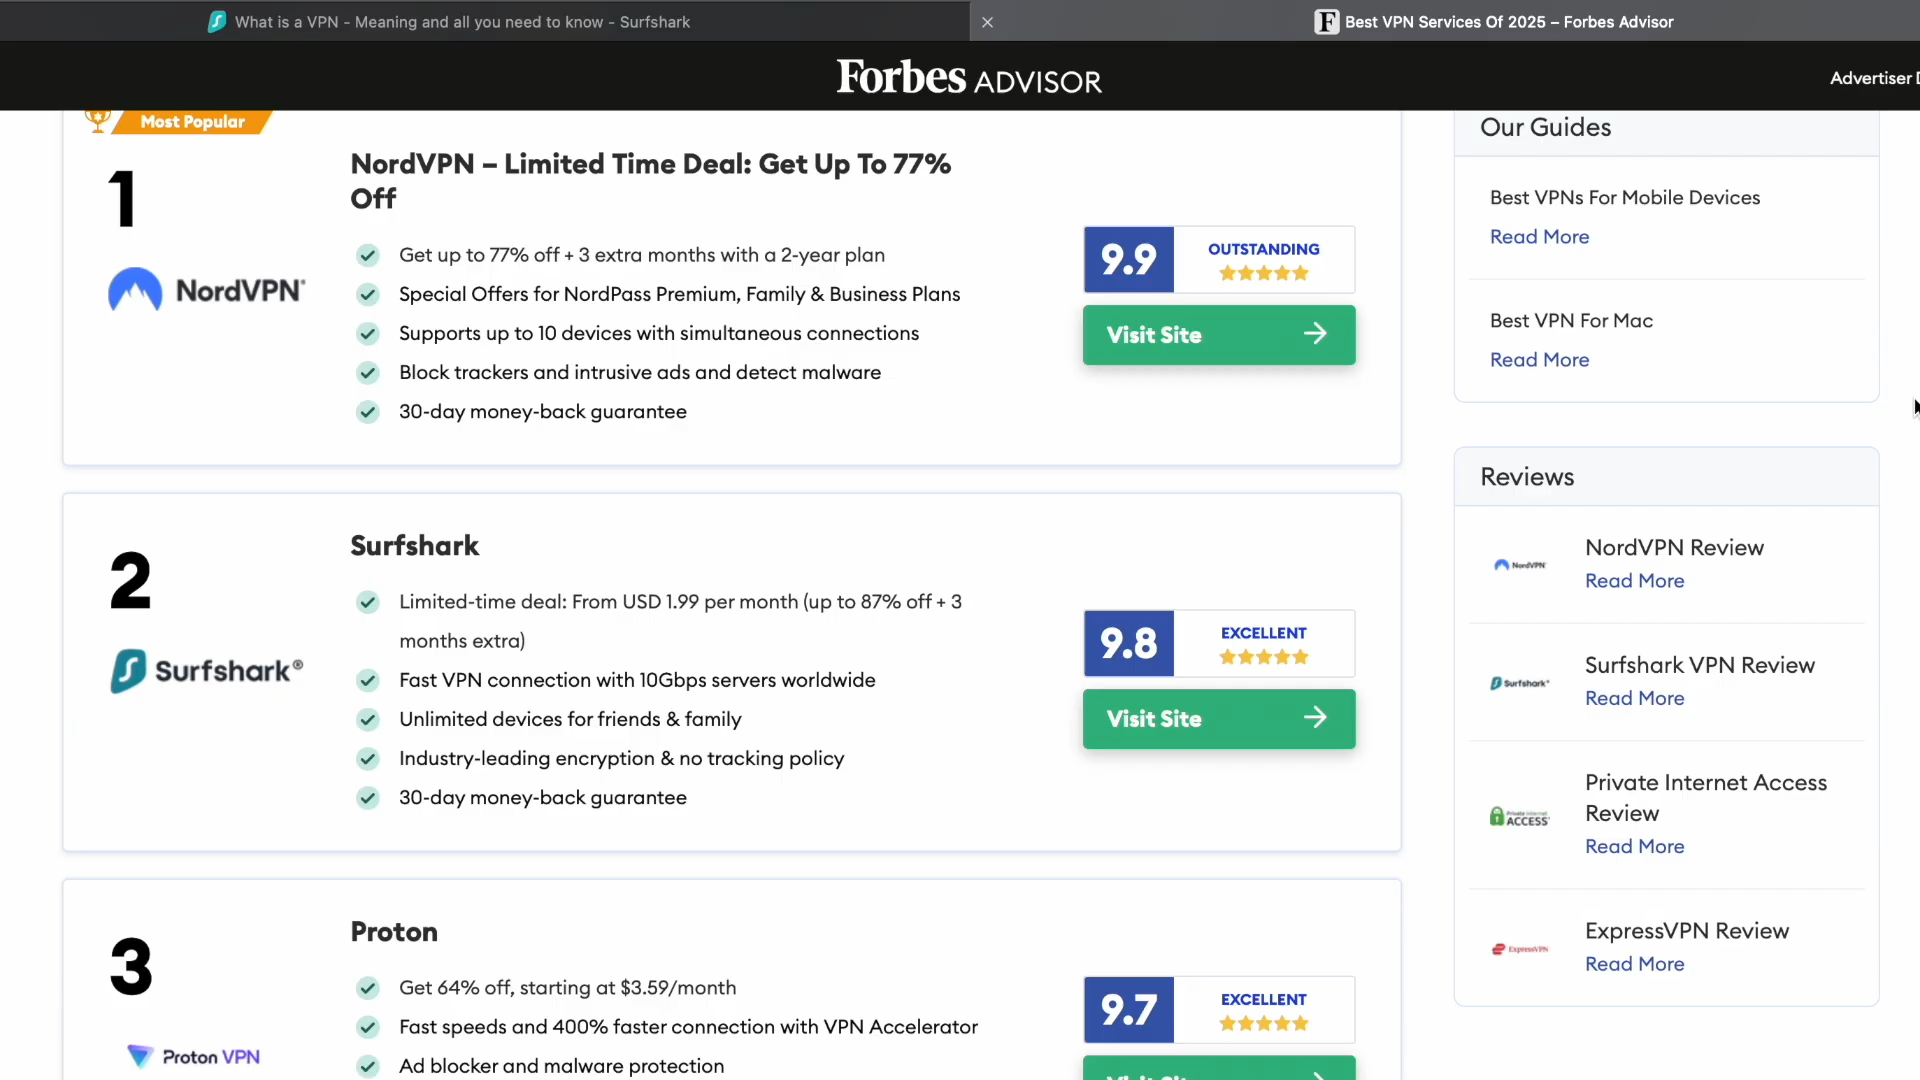 What is a VPN - Meaning and all you need to know - Surfshark
Best VPN Services Of 2025 – Forbes Advisor
Forbes ADVISOR
Advertiser D
Most Popular
1
NordVPN®
NordVPN – Limited Time Deal: Get Up To 77%
Off
Get up to 77% off + 3 extra months with a 2-year plan
Special Offers for NordPass Premium, Family & Business Plans
Supports up to 10 devices with simultaneous connections
Block trackers and intrusive ads and detect malware
30-day money-back guarantee
9.9
OUTSTANDING
Visit Site
2
Surfshark®
Surfshark
Limited-time deal: From USD 1.99 per month (up to 87% off + 3
months extra)
Fast VPN connection with 10Gbps servers worldwide
Unlimited devices for friends & family
Industry-leading encryption & no tracking policy
30-day money-back guarantee
9.8
EXCELLENT
Visit Site
3
Proton VPN
Proton
Get 64% off, starting at $3.59/month
Fast speeds and 400% faster connection with VPN Accelerator
Ad blocker and malware protection
9.7
EXCELLENT
Visit Site
Our Guides
Best VPNs For Mobile Devices
Read More
Best VPN For Mac
Read More
Reviews
NordVPN
NordVPN Review
Read More
Surfshark
Surfshark VPN Review
Read More
Private Internet
ACCESS
Private Internet Access
Review
Read More
ExpressVPN
ExpressVPN Review
Read More